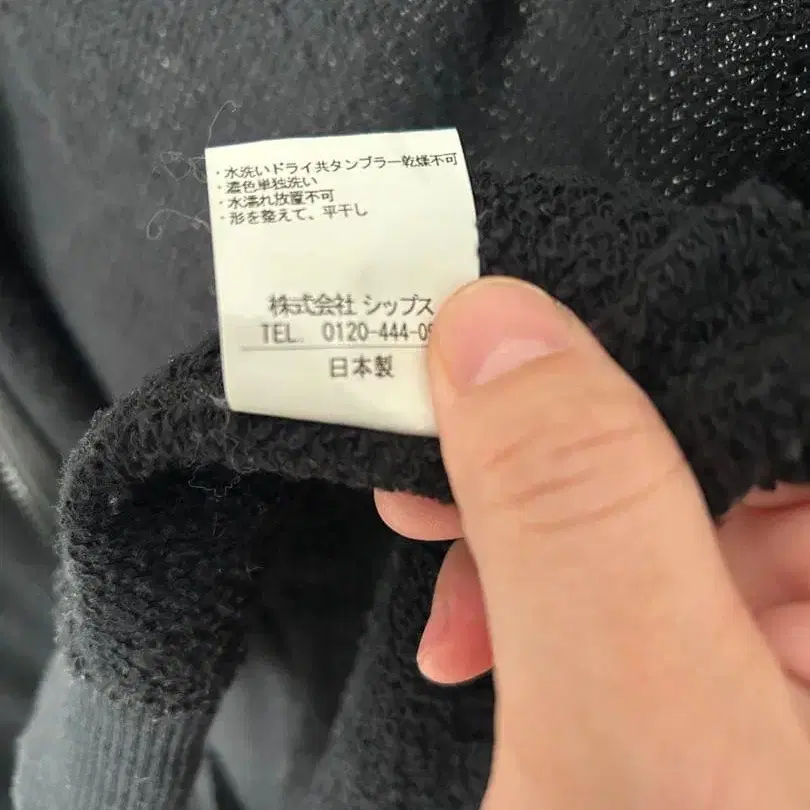 ・水洗いドライ共タンブラー乾燥不可
・濃色単独洗い
・水濡れ放置不可
・形を整えて、平干し
株式会社 シップス
TEL. 0120-444-0
日本製